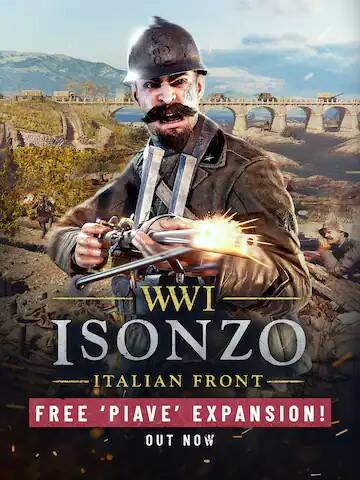 WWI
ISONZO
ITALIAN FRONT
FREE 'PIAVE' EXPANSION!
OUT NOW